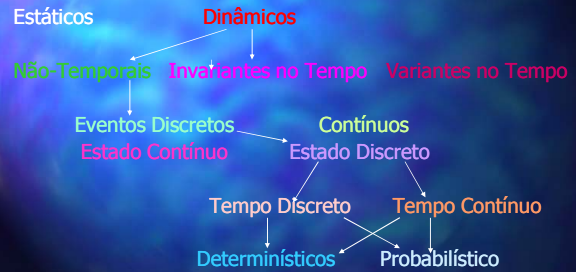 Estáticos Dinâmicos
Não-Temporais Invariantes no Tempo Variantes no Tempo
Eventos Discretos Contínuos
Estado Contínuo Estado Discreto
Tempo Discreto Tempo Contínuo
Determinísticos Probabilístico